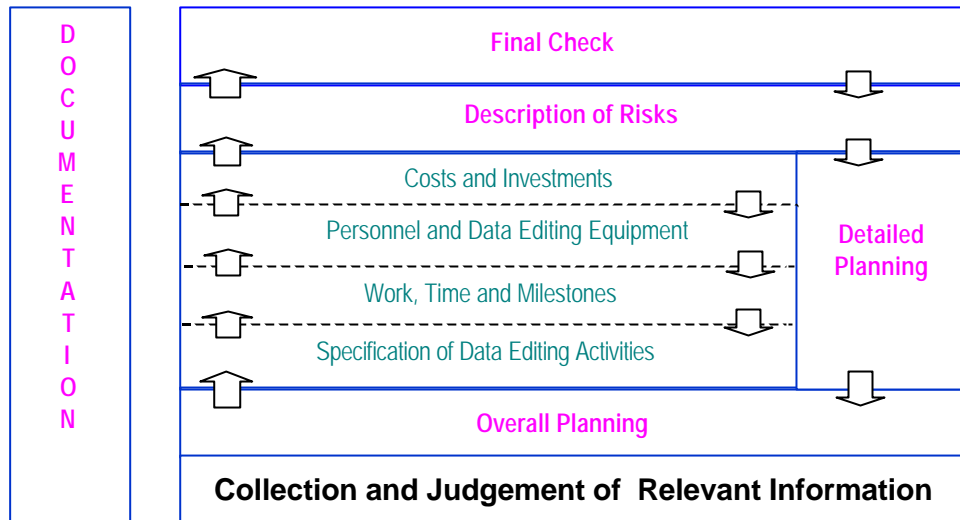 DOCUMENTATION
Final Check
Description of Risks
Costs and Investments
Personnel and Data Editing Equipment
Work, Time and Milestones
Specification of Data Editing Activities
Detailed
Planning
Overall Planning
Collection and Judgement of Relevant Information